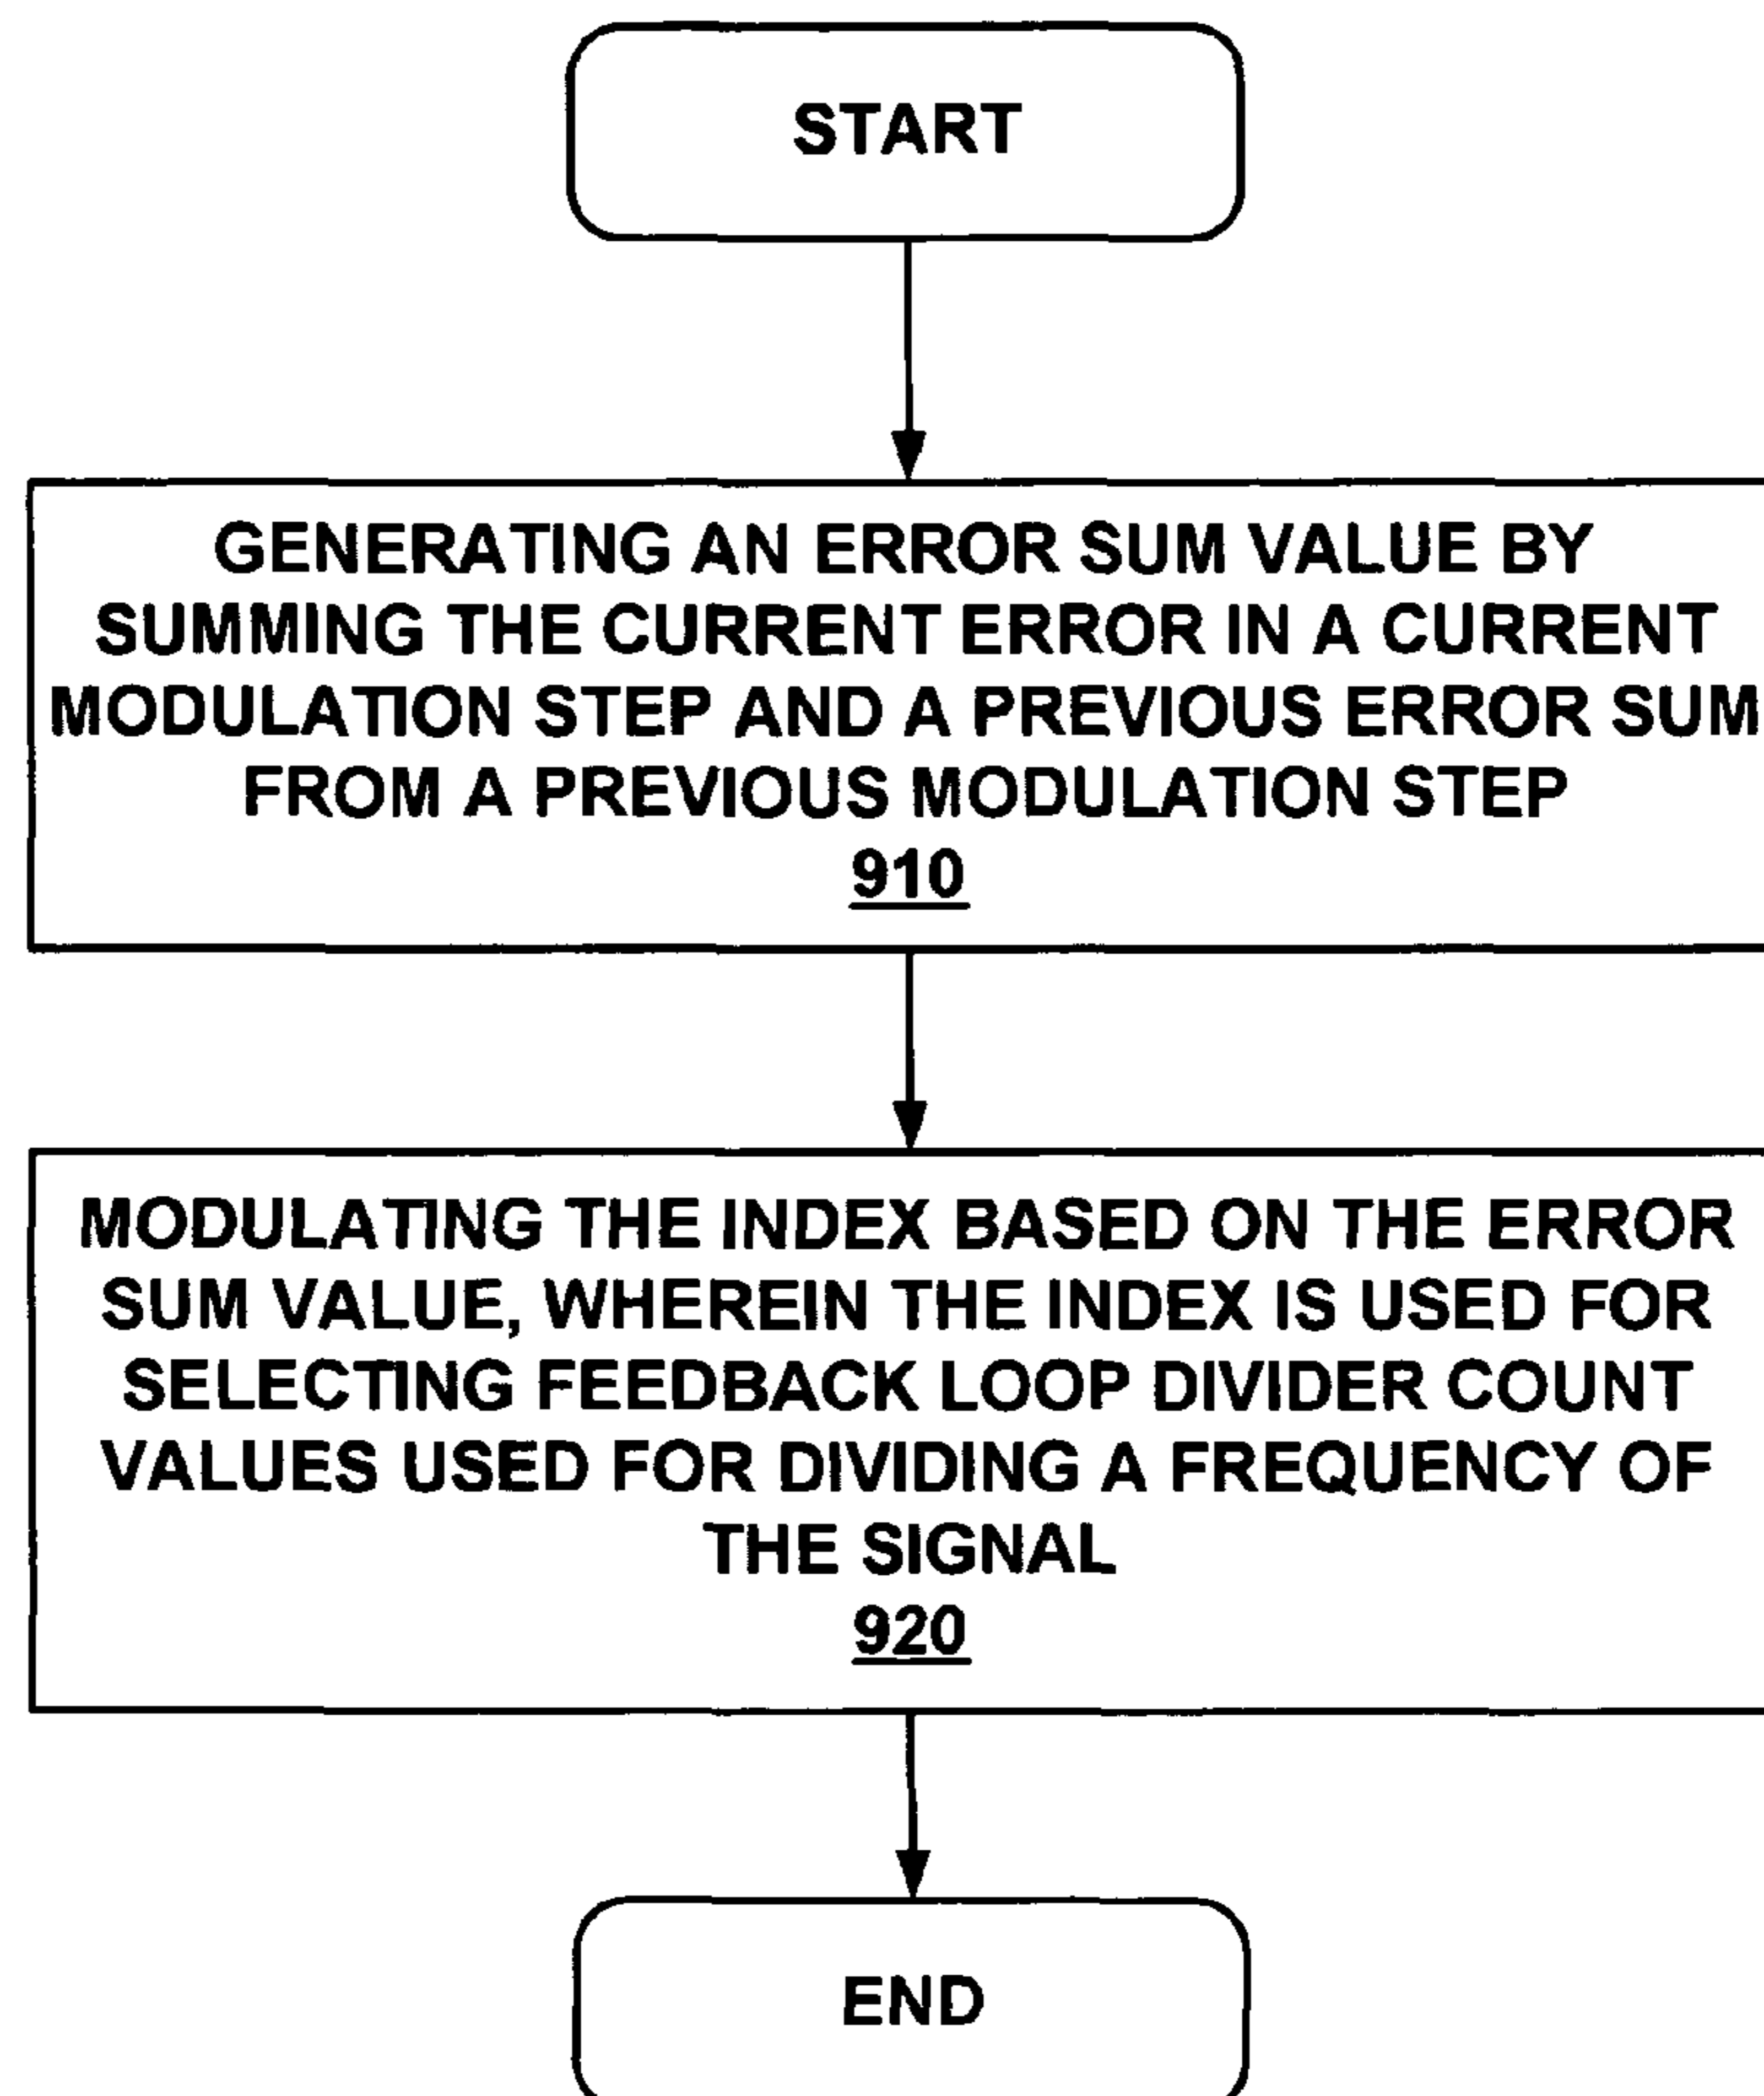 START
GENERATING AN ERROR SUM VALUE BY
SUMMING THE CURRENT ERROR IN A CURRENT
MODULATION STEP AND A PREVIOUS ERROR SUM
FROM A PREVIOUS MODULATION STEP
910
MODULATING THE INDEX BASED ON THE ERROR
SUM VALUE, WHEREIN THE INDEX IS USED FOR
SELECTING FEEDBACK LOOP DIVIDER COUNT
VALUES USED FOR DIVIDING A FREQUENCY OF
THE SIGNAL
920
END